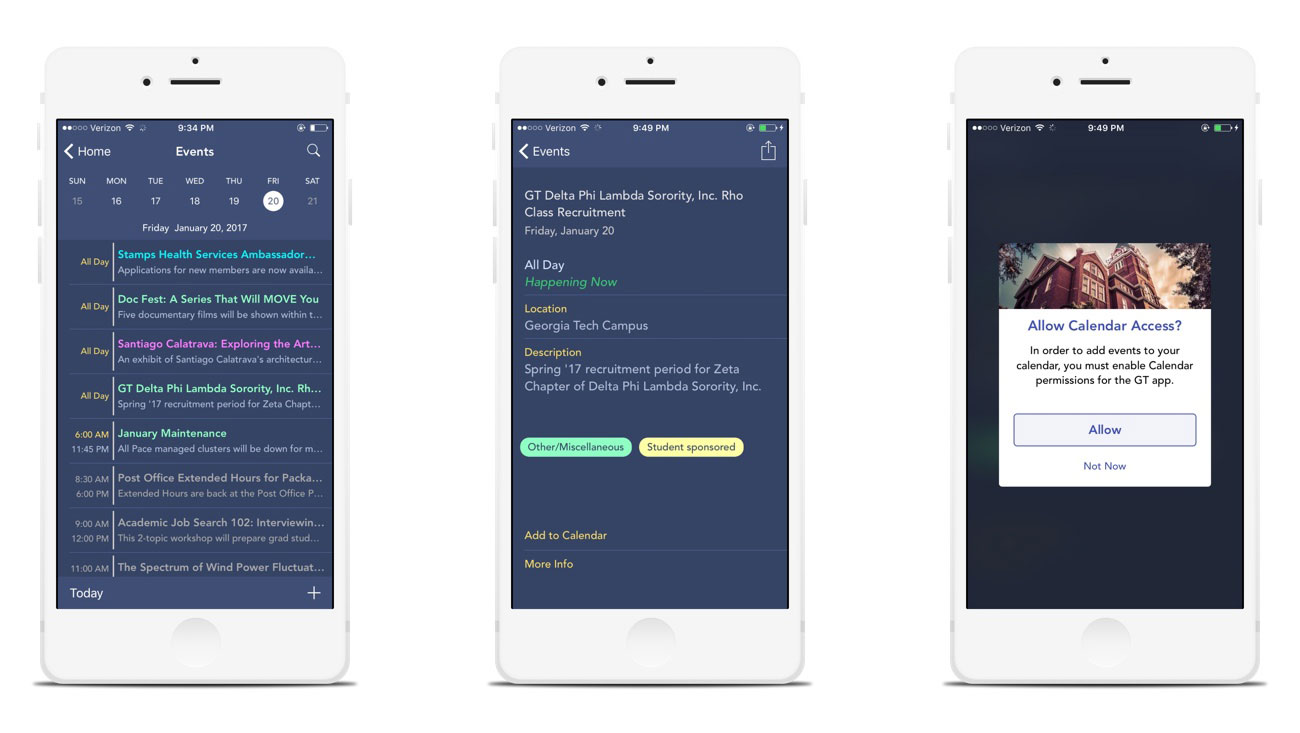 Verizon 9:34 PM
Home Events
SUN MON TUE WED THU FRI SAT
15 16 17 18 19 20 21
Friday January 20, 2017
All Day Stamps Health Services Ambassador...
Applications for new members are now availa...
All Day Doc Fest: A Series That Will MOVE You
Five documentary films will be shown within t...
All Day Santiago Calatrava: Exploring the Art...
An exhibit of Santiago Calatrava's architectur...
All Day GT Delta Phi Lambda Sorority, Inc. Rh...
Spring '17 recruitment period for Zeta Chapt...
6:00 AM January Maintenance
11:45 PM All Pace managed clusters will be down for m...
8:30 AM Post Office Extended Hours for Packa...
6:00 PM Extended Hours are back at the Post Office P...
9:00 AM Academic Job Search 102: Interviewin...
12:00 PM This 2-topic workshop will prepare grad stud...
11:00 AM The Spectrum of Wind Power Fluctuat...
Today
Verizon 9:49 PM
Events
GT Delta Phi Lambda Sorority, Inc. Rho
Class Recruitment
Friday, January 20
All Day
Happening Now
Location
Georgia Tech Campus
Description
Spring '17 recruitment period for Zeta
Chapter of Delta Phi Lambda Sorority, Inc.
Other/Miscellaneous Student sponsored
Add to Calendar
More Info
Verizon 9:49 PM
Allow Calendar Access?
In order to add events to your
calendar, you must enable Calendar
permissions for the GT app.
Allow
Not Now